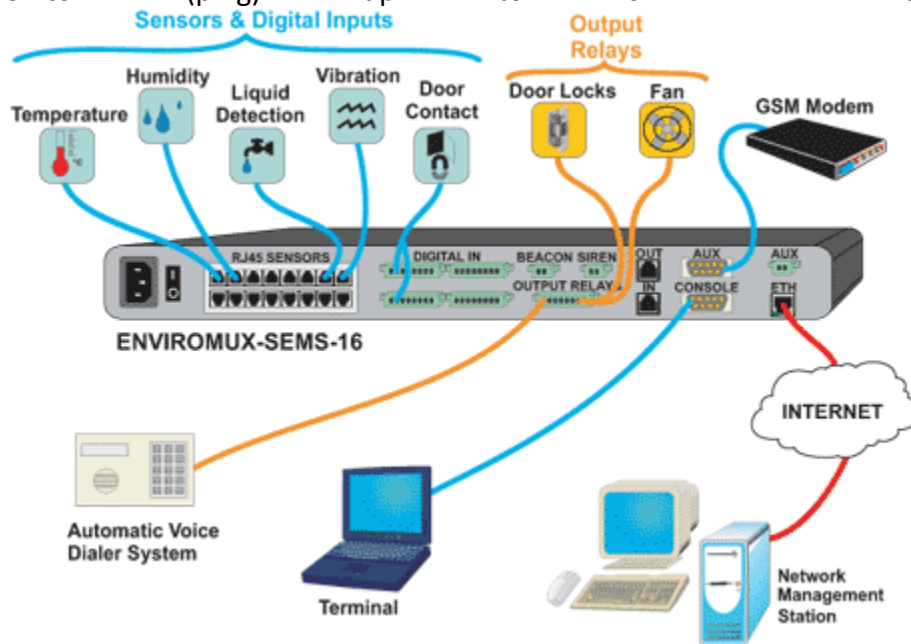 Sensors & Digital Inputs
Output
Relays
Humidity
Vibration
Temperature
Liquid
Detection
Door
Contact
Door Locks
Fan
GSM Modem
RJ45 SENSORS
DIGITAL IN
BEACON
SIREN
OUT
AUX
AUX
OUTPUT RELAYS
IN
CONSOLE
ETH
ENVIROMUX-SEMS-16
INTERNET
Automatic Voice
Dialer System
Terminal
Network
Management
Station